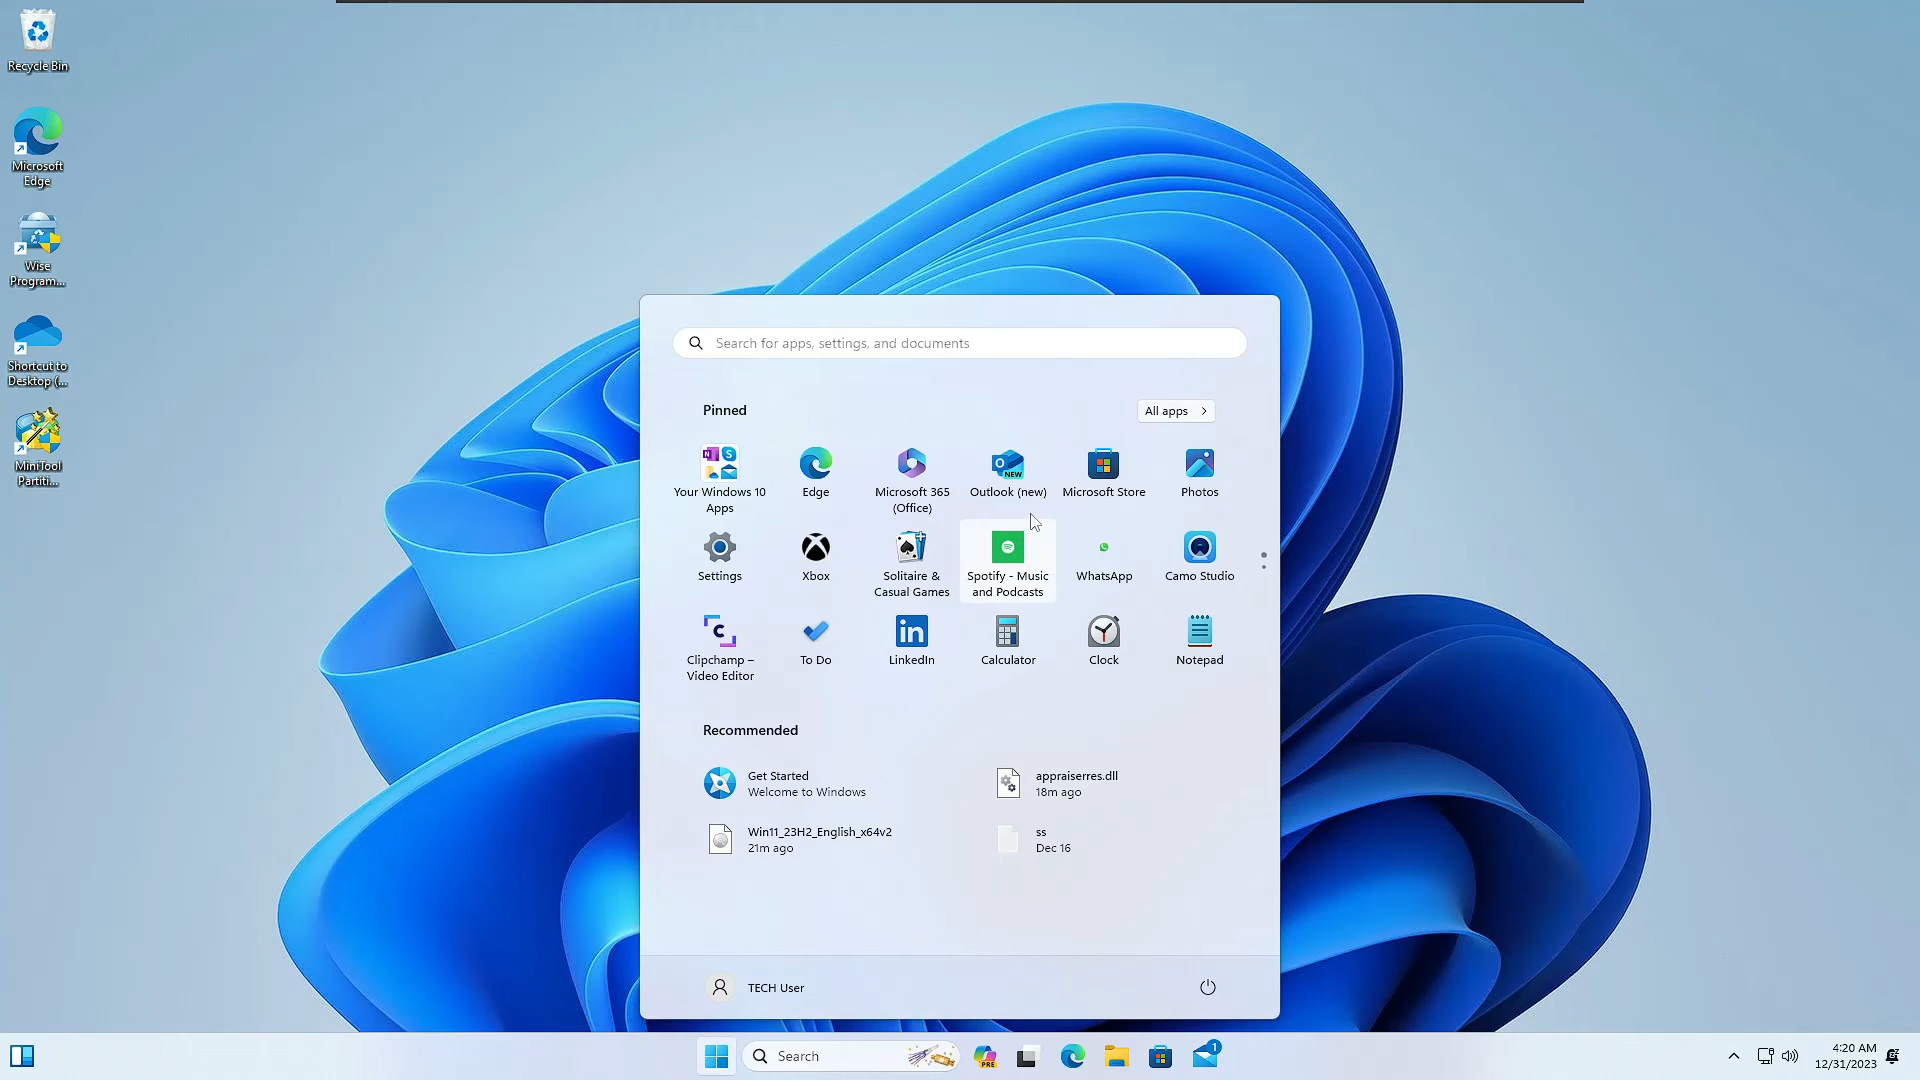 Recycle Bin
Microsoft
Edge
Wise
Program...
Shortcut to
Desktop (...
MiniTool
Partiti...
Search for apps, settings, and documents
Pinned
All apps
Your Windows 10
Apps
Edge
Microsoft 365
(Office)
NEW
Outlook (new)
Microsoft Store
Photos
Settings
Xbox
Solitaire &
Casual Games
Spotify - Music
and Podcasts
WhatsApp
Camo Studio
Clipchamp –
Video Editor
To Do
LinkedIn
Calculator
Clock
Notepad
Recommended
Get Started
Welcome to Windows
appraiserres.dll
18m ago
Win11_23H2_English_x64v2
21m ago
ss
Dec 16
TECH User
Search
PRE
1
4:20 AM
12/31/2023